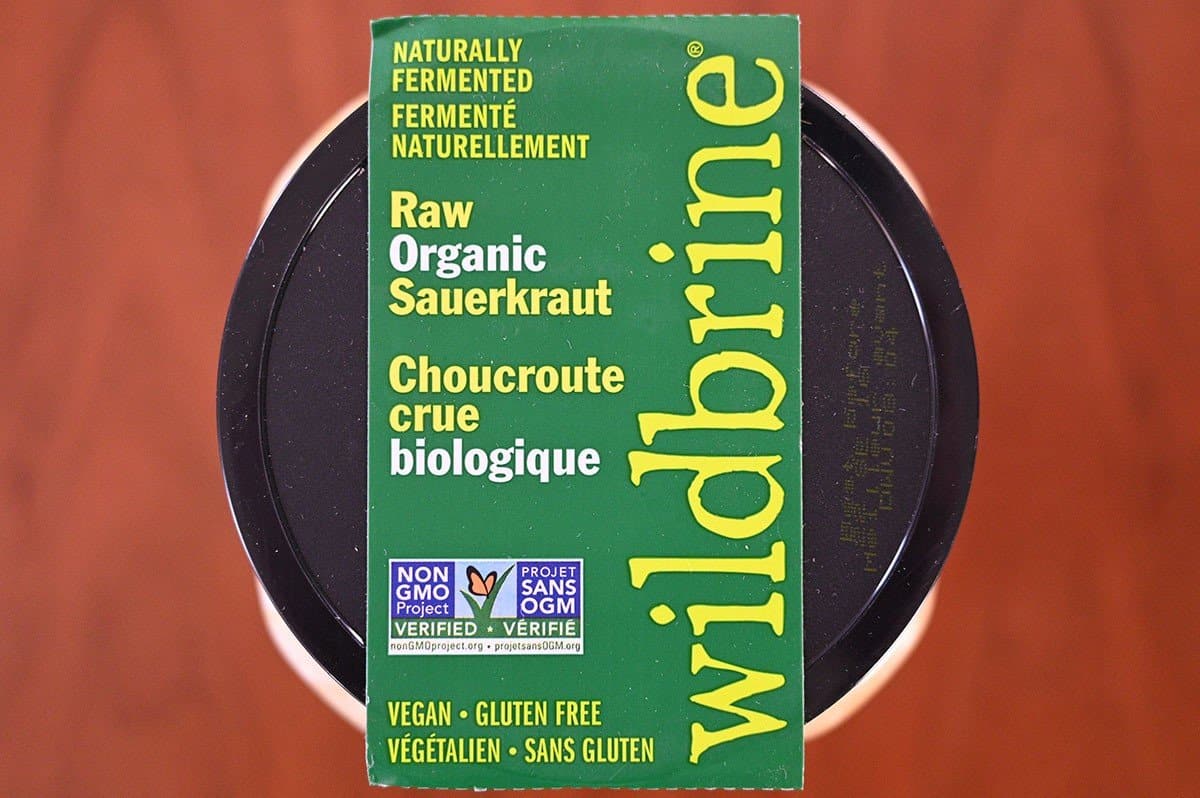 NATURALLY
FERMENTED
FERMENTÉ
NATURELLEMENT
Raw
Organic
Sauerkraut
Choucroute
crue
biologique
NON
GMO
Project
PROJET
SANS
OGM
VERIFIED • VÉRIFIÉ
nonGMOproject.org • projetsansOGM.org
VEGAN • GLUTEN FREE
VÉGÉTALIEN • SANS GLUTEN
wildbrine®